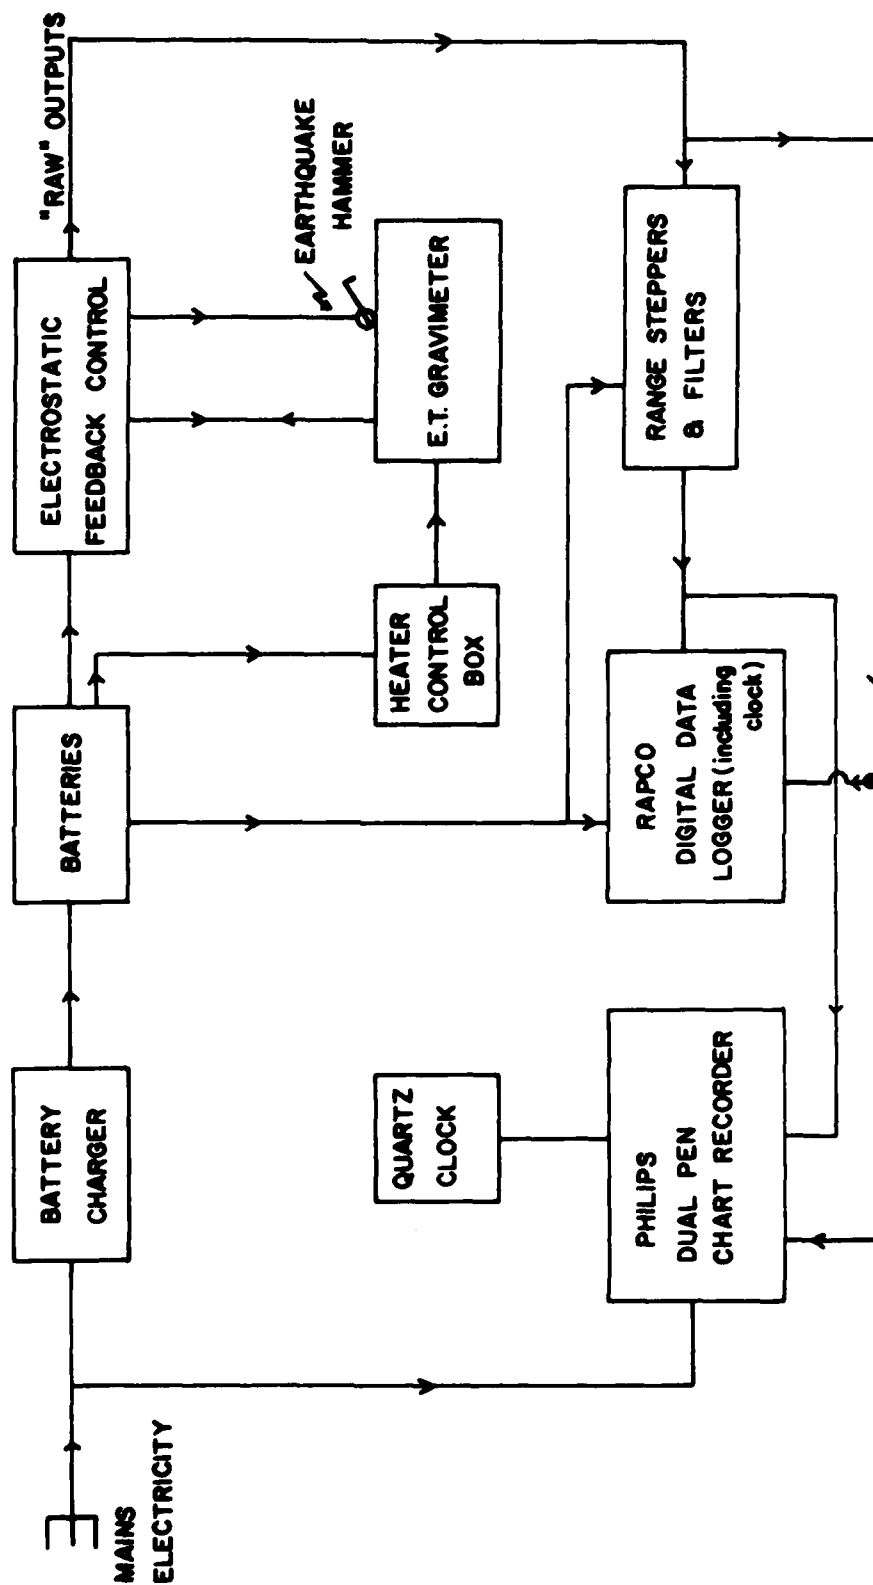 MAINS
ELECTRICITY
BATTERY
CHARGER
BATTERIES
ELECTROSTATIC
FEEDBACK CONTROL
"RAW" OUTPUTS
EARTHQUAKE
HAMMER
QUARTZ
CLOCK
HEATER
CONTROL
BOX
E.T. GRAVIMETER
PHILIPS
DUAL PEN
CHART RECORDER
RAPCO
DIGITAL DATA
LOGGER (including
clock)
RANGE STEPPERS
& FILTERS